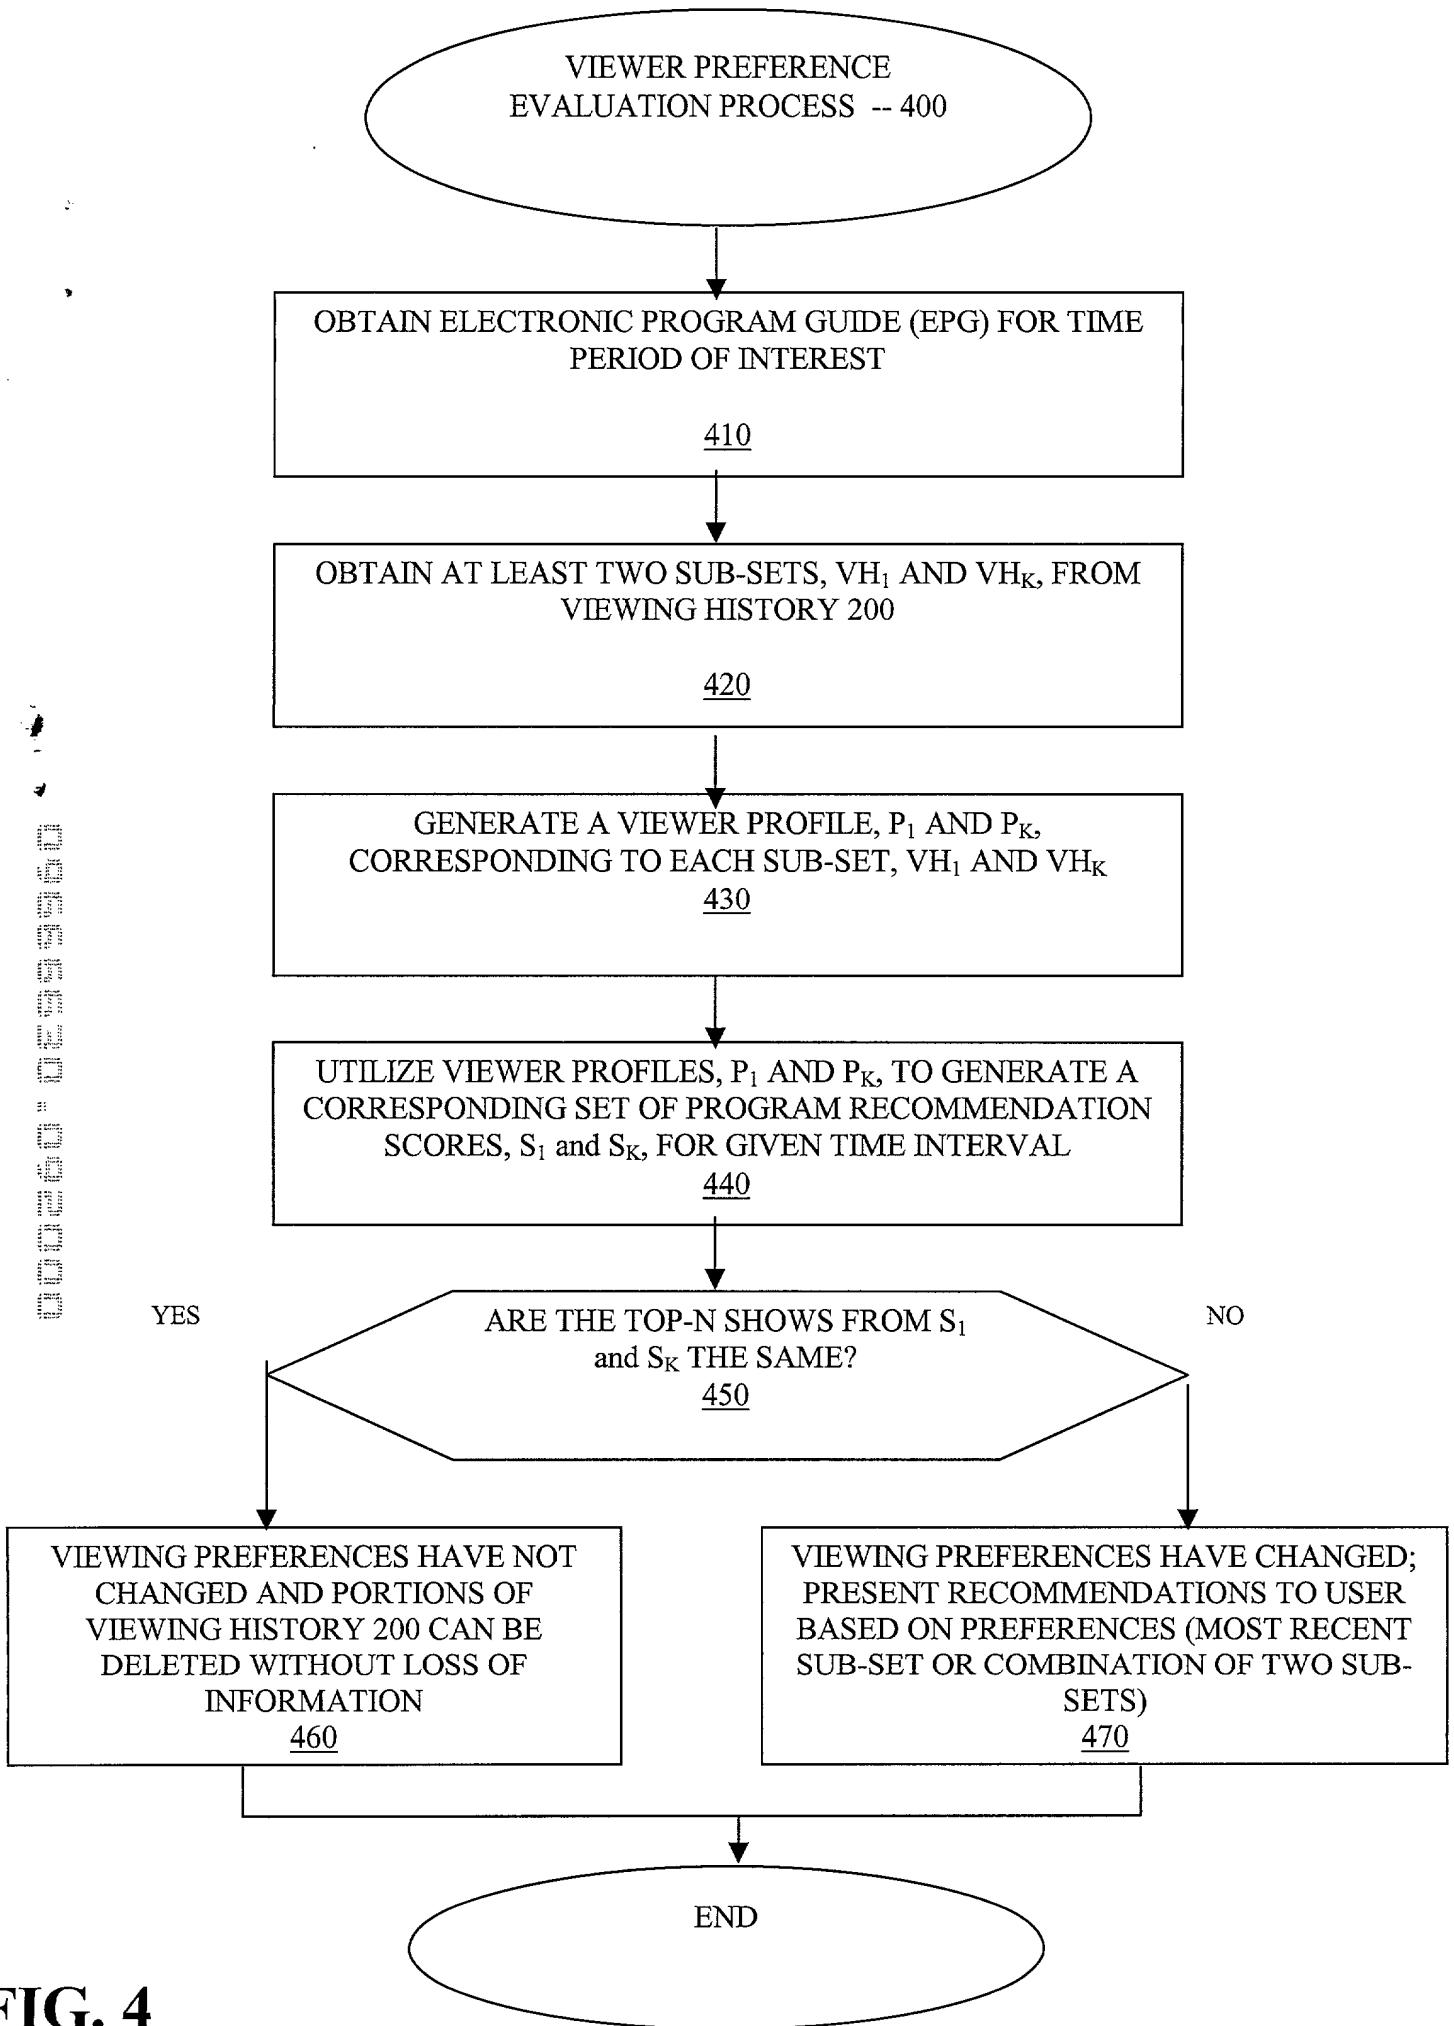 VIEWER PREFERENCE
EVALUATION PROCESS -- 400
OBTAIN ELECTRONIC PROGRAM GUIDE (EPG) FOR TIME
PERIOD OF INTEREST
410
OBTAIN AT LEAST TWO SUB-SETS, VH₁ AND VHK, FROM
VIEWING HISTORY 200
420
GENERATE A VIEWER PROFILE, P₁ AND PK,
CORRESPONDING TO EACH SUB-SET, VH₁ AND VHK
430
UTILIZE VIEWER PROFILES, P₁ AND PK, TO GENERATE A
CORRESPONDING SET OF PROGRAM RECOMMENDATION
SCORES, S₁ and SK, FOR GIVEN TIME INTERVAL
440
YES
ARE THE TOP-N SHOWS FROM S₁
and SK THE SAME?
450
NO
VIEWING PREFERENCES HAVE NOT
CHANGED AND PORTIONS OF
VIEWING HISTORY 200 CAN BE
DELETED WITHOUT LOSS OF
INFORMATION
460
VIEWING PREFERENCES HAVE CHANGED;
PRESENT RECOMMENDATIONS TO USER
BASED ON PREFERENCES (MOST RECENT
SUB-SET OR COMBINATION OF TWO SUB-
SETS)
470
END
FIG. 4